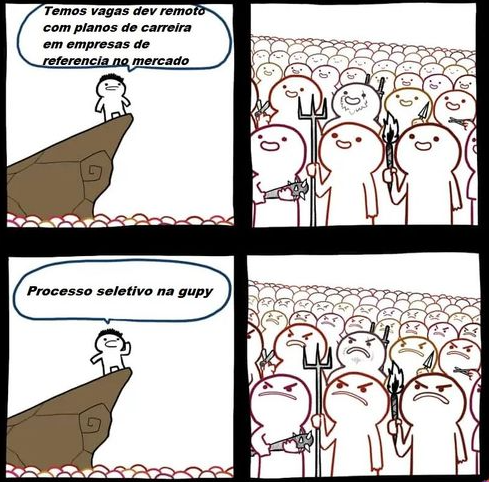 Temos vagas dev remoto
com planos de carreira
em empresas de
referencia no mercado
Processo seletivo na gupy